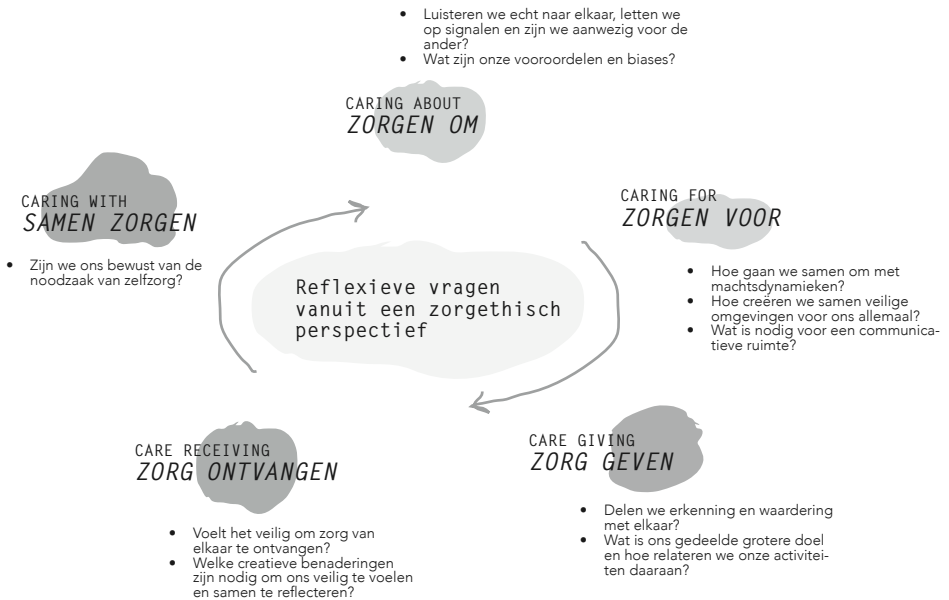 • Luisteren we echt naar elkaar, letten we
op signalen en zijn we aanwezig voor de
ander?
• Wat zijn onze vooroordelen en biases?
CARING ABOUT
ZORGEN OM
CARING FOR
ZORGEN VOOR
• Hoe gaan we samen om met
machtsdynamieken?
• Hoe creëren we samen veilige
omgevingen voor ons allemaal?
• Wat is nodig voor een communica-
tieve ruimte?
CARING WITH
SAMEN ZORGEN
• Zijn we ons bewust van de
noodzaak van zelfzorg?
Reflexieve vragen
vanuit een zorgethisch
perspectief
CARE GIVING
ZORG GEVEN
• Delen we erkenning en waardering
met elkaar?
• Wat is ons gedeelde grotere doel
en hoe relateren we onze activitei-
ten daaraan?
CARE RECEIVING
ZORG ONTVANGEN
• Voelt het veilig om zorg van
elkaar te ontvangen?
• Welke creatieve benaderingen
zijn nodig om ons veilig te voelen
en samen te reflecteren?